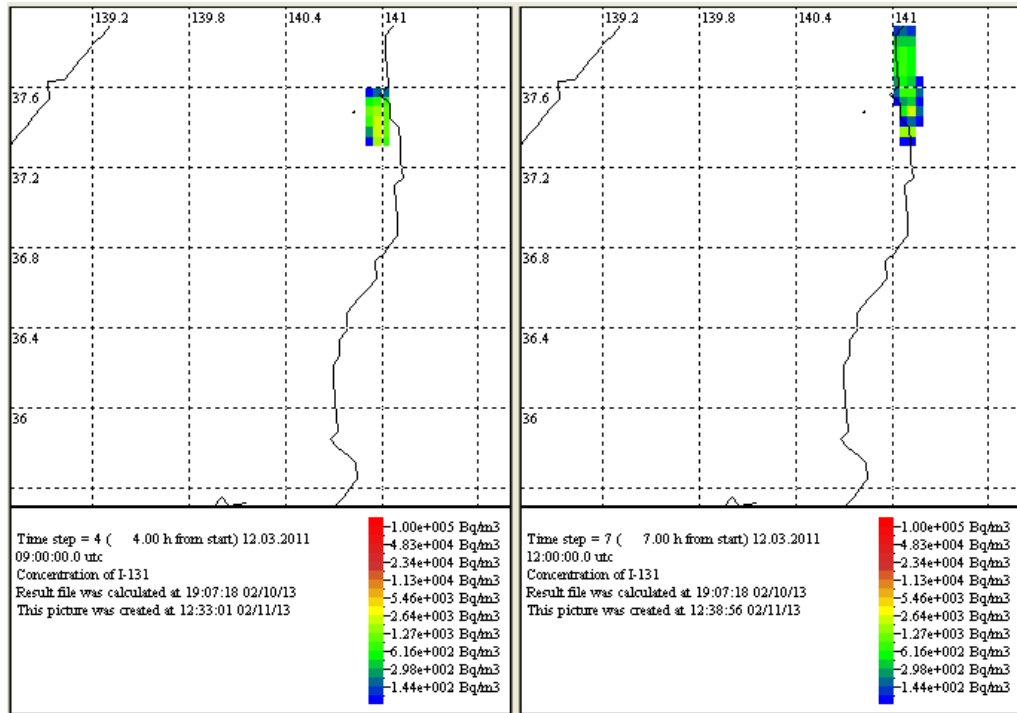 139.2 139.8 140.4 141
37.6
37.2
36.8
36.4
36
Time step = 4 ( 4.00 h from start) 12.03.2011
09:00:00.0 utc
Concentration of I-131
Result file was calculated at 19:07:18 02/10/13
This picture was created at 12:33:01 02/11/13
1.00e+005 Bq/m3
4.83e+004 Bq/m3
2.34e+004 Bq/m3
1.13e+004 Bq/m3
5.46e+003 Bq/m3
2.64e+003 Bq/m3
1.27e+003 Bq/m3
6.16e+002 Bq/m3
2.98e+002 Bq/m3
1.44e+002 Bq/m3
139.2 139.8 140.4 141
37.6
37.2
36.8
36.4
36
Time step = 7 ( 7.00 h from start) 12.03.2011
12:00:00.0 utc
Concentration of I-131
Result file was calculated at 19:07:18 02/10/13
This picture was created at 12:38:56 02/11/13
1.00e+005 Bq/m3
4.83e+004 Bq/m3
2.34e+004 Bq/m3
1.13e+004 Bq/m3
5.46e+003 Bq/m3
2.64e+003 Bq/m3
1.27e+003 Bq/m3
6.16e+002 Bq/m3
2.98e+002 Bq/m3
1.44e+002 Bq/m3